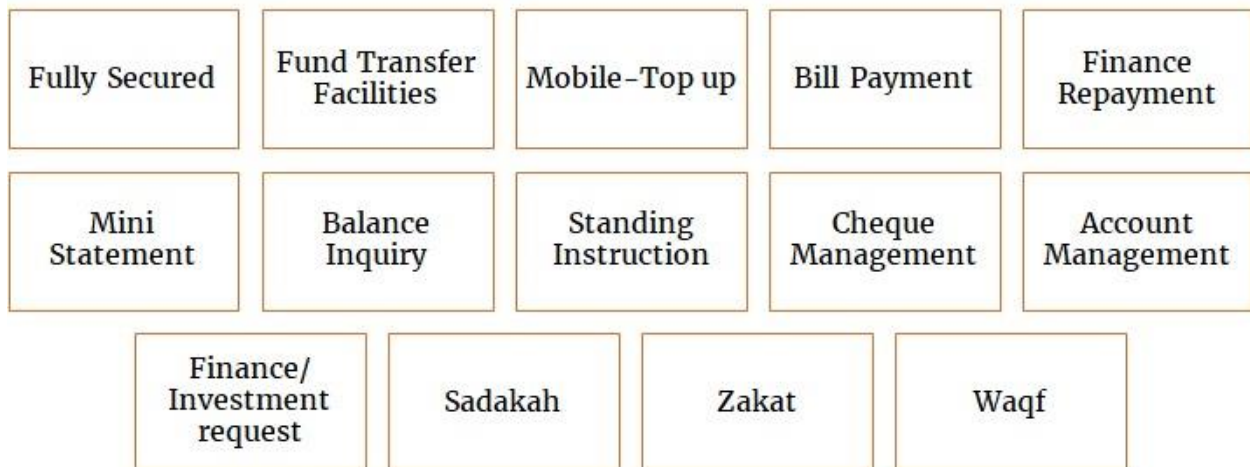 Fully Secured
Fund Transfer
Facilities
Mobile-Top up
Bill Payment
Finance
Repayment
Mini
Statement
Balance
Inquiry
Standing
Instruction
Cheque
Management
Account
Management
Finance/
Investment
request
Sadakah
Zakat
Waqf